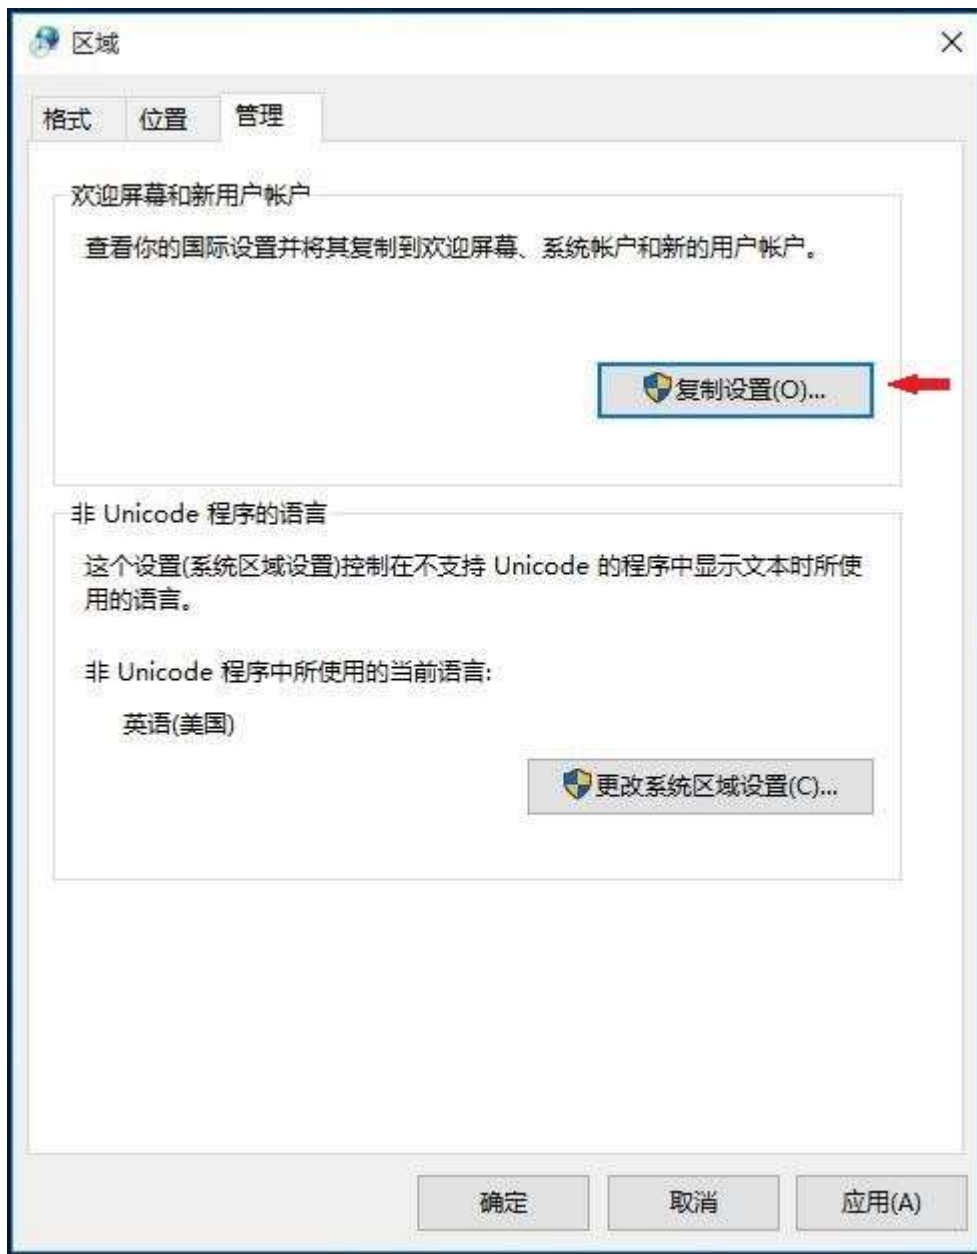 区域
格式 位置 管理
欢迎屏幕和新用户帐户
查看你的国际设置并将其复制到欢迎屏幕、系统帐户和新的用户帐户。
复制设置(O)...
非 Unicode 程序的语言
这个设置(系统区域设置)控制在不支持 Unicode 的程序中显示文本时所使
用的语言。
非 Unicode 程序中所使用的当前语言:
英语(美国)
更改系统区域设置(C)...
确定 取消 应用(A)